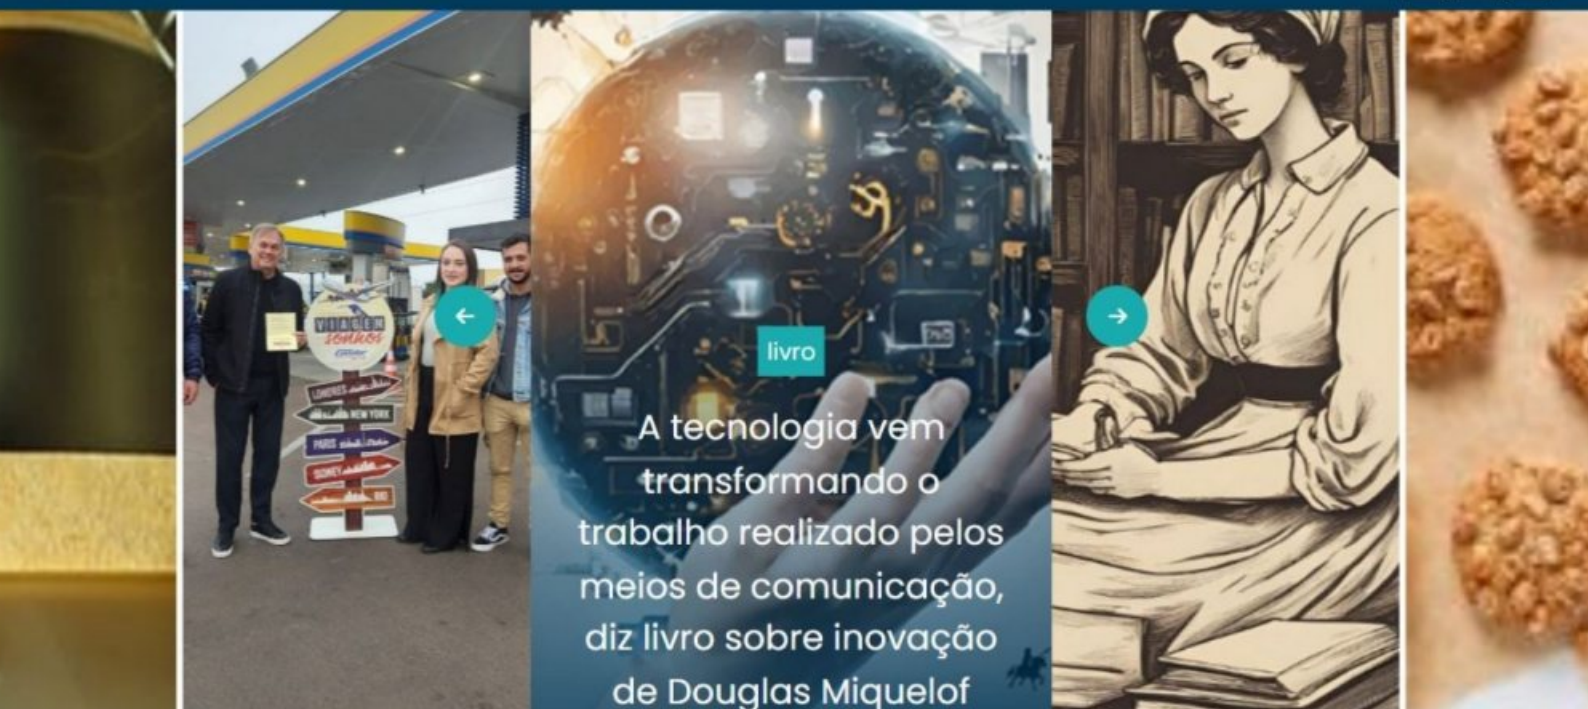 VIAGEM
sonhos
LONDRES
NEW YORK
PARIS
SIDNEY
RIO
livro
A tecnologia vem
transformando o
trabalho realizado pelos
meios de comunicação,
diz livro sobre inovação
de Douglas Miquelof